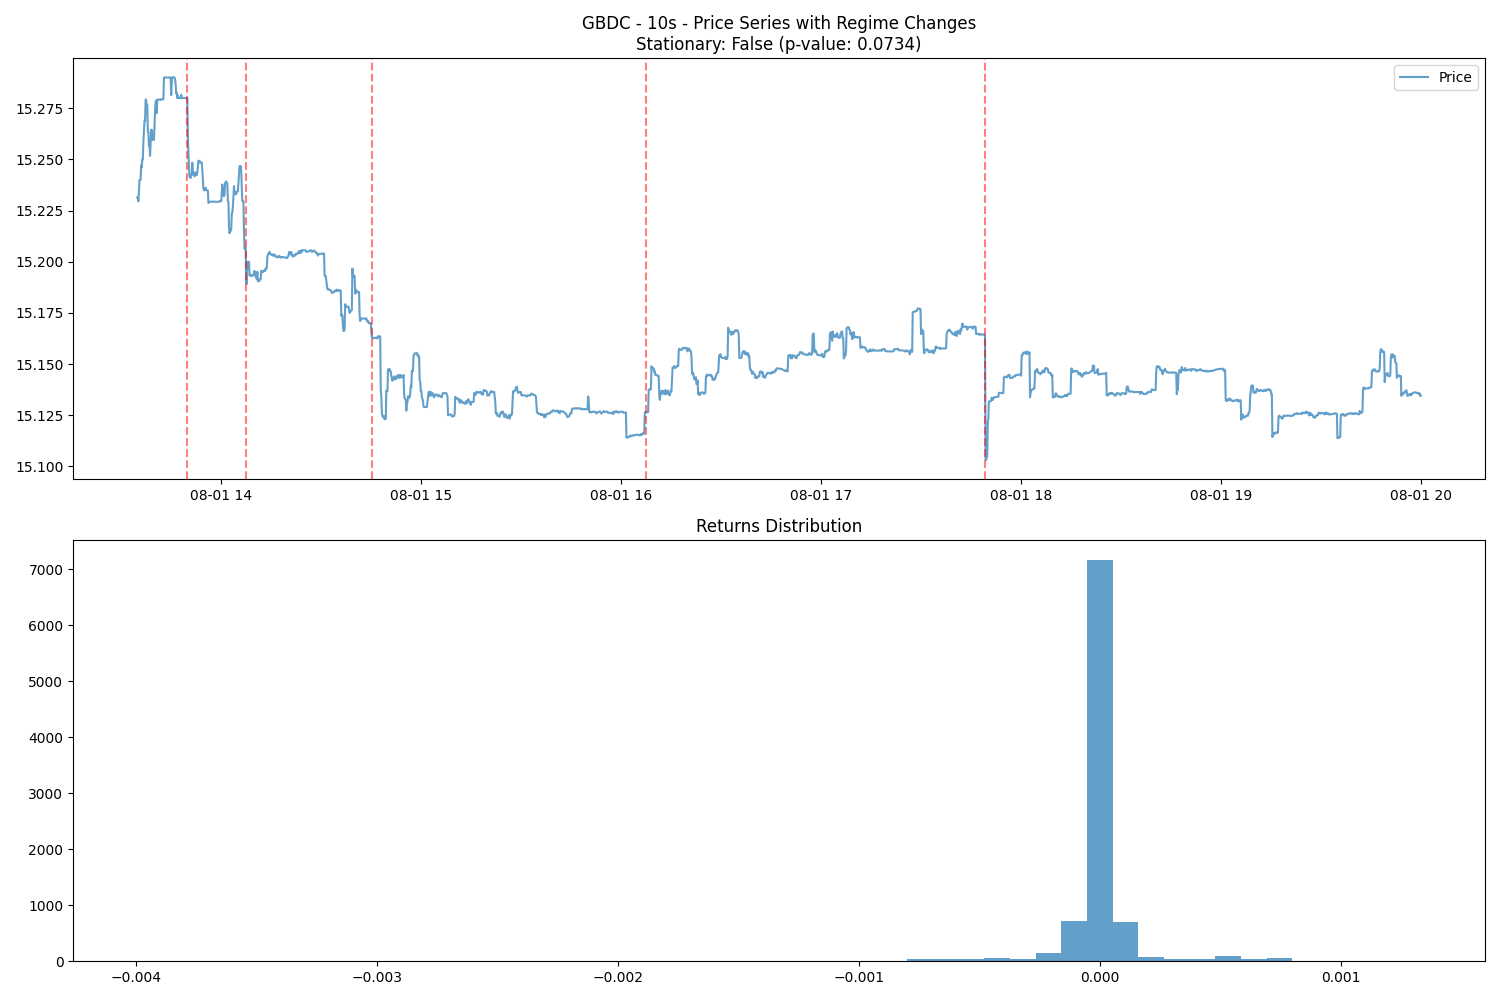 GBDC - 10s - Price Series with Regime Changes
Stationary: False (p-value: 0.0734)
Price
15.275
15.250
15.225
15.200
15.175
15.150
15.125
15.100
08-01 14 08-01 15 08-01 16 08-01 17 08-01 18 08-01 19 08-01 20
Returns Distribution
7000
6000
5000
4000
3000
2000
1000
0
−0.004 −0.003 −0.002 −0.001 0.000 0.001